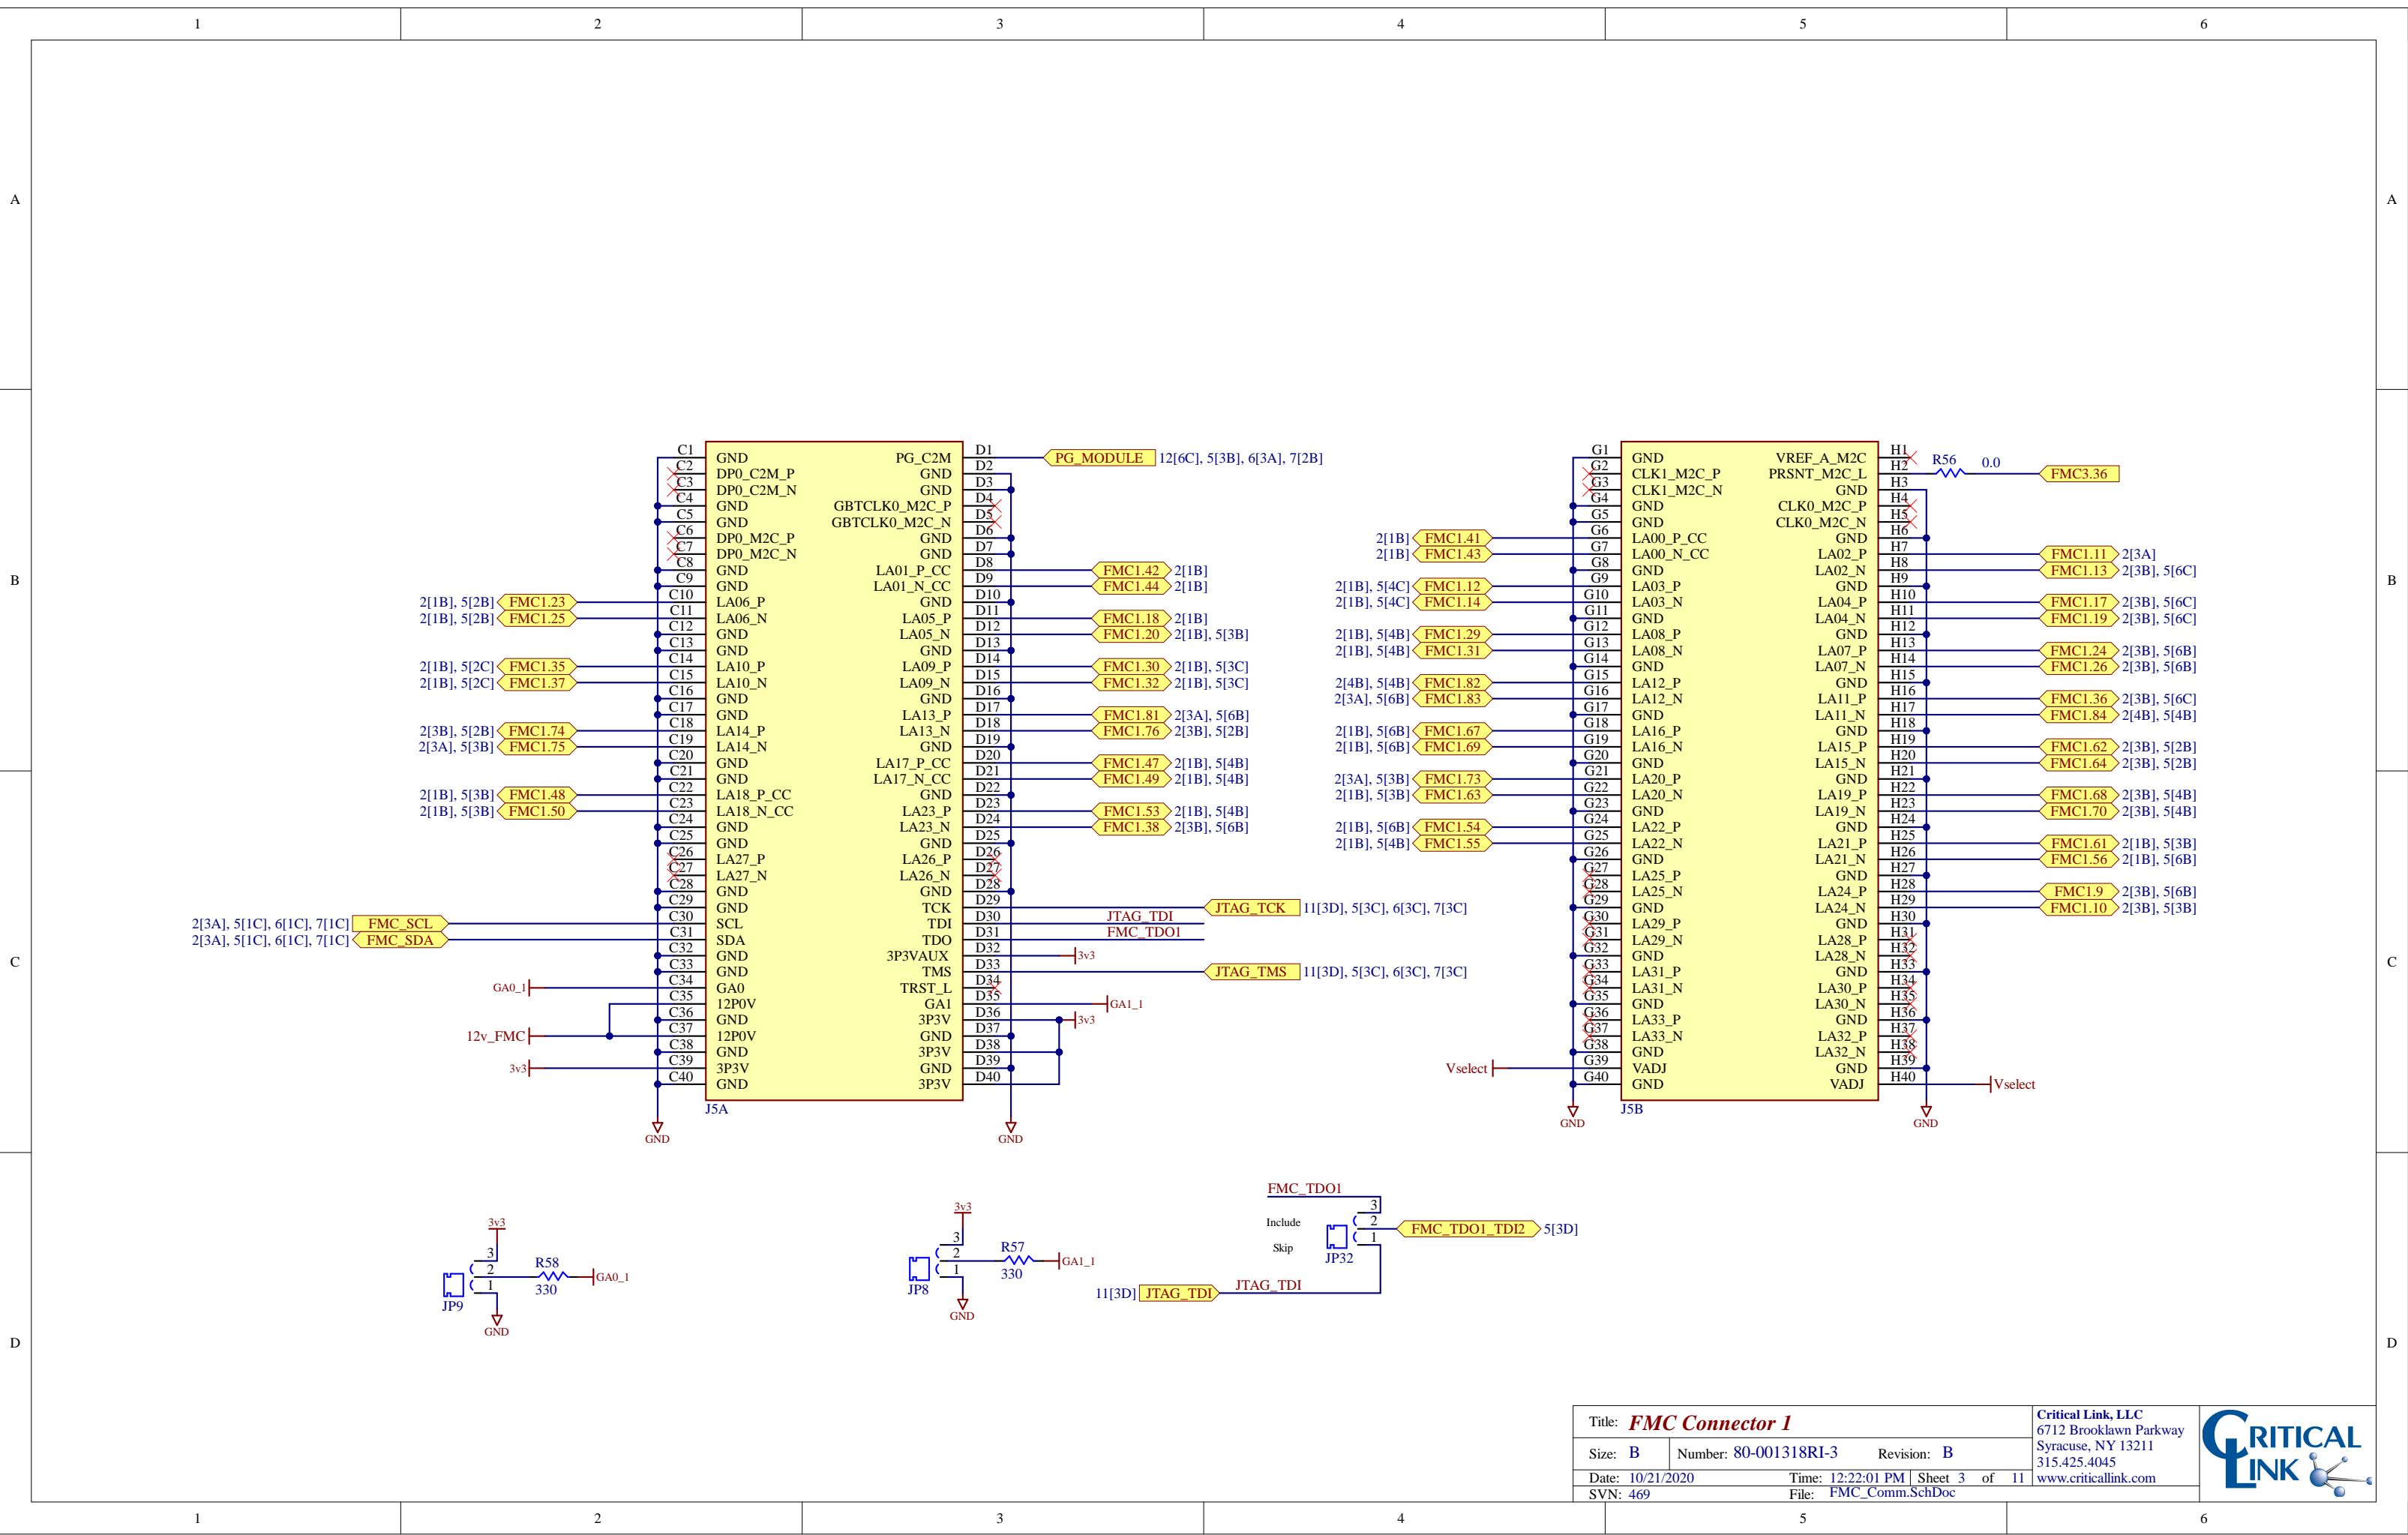 1 2 3 4 5 6
A A
B B
C C
D D
C1 GND PG_C2M D1 PG_MODULE 12[6C], 5[3B], 6[3A], 7[2B]
C2 DP0_C2M_P GND D2
C3 DP0_C2M_N GND D3
C4 GND GBTCLK0_M2C_P D4
C5 GND GBTCLK0_M2C_N D5
C6 DP0_M2C_P GND D6
C7 DP0_M2C_N GND D7
C8 GND LA01_P_CC D8 FMC1.42 2[1B]
C9 GND LA01_N_CC D9 FMC1.44 2[1B]
2[1B], 5[2B] FMC1.23 C10 LA06_P GND D10
2[1B], 5[2B] FMC1.25 C11 LA06_N LA05_P D11 FMC1.18 2[1B]
C12 GND LA05_N D12 FMC1.20 2[1B], 5[3B]
C13 GND GND D13
2[1B], 5[2C] FMC1.35 C14 LA10_P LA09_P D14 FMC1.30 2[1B], 5[3C]
2[1B], 5[2C] FMC1.37 C15 LA10_N LA09_N D15 FMC1.32 2[1B], 5[3C]
C16 GND GND D16
C17 GND LA13_P D17 FMC1.81 2[3A], 5[6B]
2[3B], 5[2B] FMC1.74 C18 LA14_P LA13_N D18 FMC1.76 2[3B], 5[2B]
2[3A], 5[3B] FMC1.75 C19 LA14_N GND D19
C20 GND LA17_P_CC D20 FMC1.47 2[1B], 5[4B]
C21 GND LA17_N_CC D21 FMC1.49 2[1B], 5[4B]
2[1B], 5[3B] FMC1.48 C22 LA18_P_CC GND D22
2[1B], 5[3B] FMC1.50 C23 LA18_N_CC LA23_P D23 FMC1.53 2[1B], 5[4B]
C24 GND LA23_N D24 FMC1.38 2[3B], 5[6B]
C25 GND GND D25
C26 LA27_P LA26_P D26
C27 LA27_N LA26_N D27
C28 GND GND D28
C29 GND TCK D29 JTAG_TCK 11[3D], 5[3C], 6[3C], 7[3C]
2[3A], 5[1C], 6[1C], 7[1C] FMC_SCL C30 SCL TDI D30 JTAG_TDI
2[3A], 5[1C], 6[1C], 7[1C] FMC_SDA C31 SDA TDO D31 FMC_TDO1
C32 GND 3P3VAUX D32 3v3
C33 GND TMS D33 JTAG_TMS 11[3D], 5[3C], 6[3C], 7[3C]
GA0_1 C34 GA0 TRST_L D34
C35 12P0V GA1 D35 GA1_1
C36 GND 3P3V D36 3v3
12v_FMC C37 12P0V GND D37
C38 GND 3P3V D38
3v3 C39 3P3V GND D39
C40 GND 3P3V D40
J5A
GND GND
G1 GND VREF_A_M2C H1
G2 CLK1_M2C_P PRSNT_M2C_L H2 R56 0.0 FMC3.36
G3 CLK1_M2C_N GND H3
G4 GND CLK0_M2C_P H4
G5 GND CLK0_M2C_N H5
2[1B] FMC1.41 G6 LA00_P_CC GND H6
2[1B] FMC1.43 G7 LA00_N_CC LA02_P H7 FMC1.11 2[3A]
G8 GND LA02_N H8 FMC1.13 2[3B], 5[6C]
2[1B], 5[4C] FMC1.12 G9 LA03_P GND H9
2[1B], 5[4C] FMC1.14 G10 LA03_N LA04_P H10 FMC1.17 2[3B], 5[6C]
G11 GND LA04_N H11 FMC1.19 2[3B], 5[6C]
2[1B], 5[4B] FMC1.29 G12 LA08_P GND H12
2[1B], 5[4B] FMC1.31 G13 LA08_N LA07_P H13 FMC1.24 2[3B], 5[6B]
G14 GND LA07_N H14 FMC1.26 2[3B], 5[6B]
2[4B], 5[4B] FMC1.82 G15 LA12_P GND H15
2[3A], 5[6B] FMC1.83 G16 LA12_N LA11_P H16 FMC1.36 2[3B], 5[6C]
G17 GND LA11_N H17 FMC1.84 2[4B], 5[4B]
2[1B], 5[6B] FMC1.67 G18 LA16_P GND H18
2[1B], 5[6B] FMC1.69 G19 LA16_N LA15_P H19 FMC1.62 2[3B], 5[2B]
G20 GND LA15_N H20 FMC1.64 2[3B], 5[2B]
2[3A], 5[3B] FMC1.73 G21 LA20_P GND H21
2[1B], 5[3B] FMC1.63 G22 LA20_N LA19_P H22 FMC1.68 2[3B], 5[4B]
G23 GND LA19_N H23 FMC1.70 2[3B], 5[4B]
2[1B], 5[6B] FMC1.54 G24 LA22_P GND H24
2[1B], 5[4B] FMC1.55 G25 LA22_N LA21_P H25 FMC1.61 2[1B], 5[3B]
G26 GND LA21_N H26 FMC1.56 2[1B], 5[6B]
G27 LA25_P GND H27
G28 LA25_N LA24_P H28 FMC1.9 2[3B], 5[6B]
G29 GND LA24_N H29 FMC1.10 2[3B], 5[3B]
G30 LA29_P GND H30
G31 LA29_N LA28_P H31
G32 GND LA28_N H32
G33 LA31_P GND H33
G34 LA31_N LA30_P H34
G35 GND LA30_N H35
G36 LA33_P GND H36
G37 LA33_N LA32_P H37
G38 GND LA32_N H38
Vselect G39 VADJ GND H39
G40 GND VADJ H40 Vselect
J5B
GND GND
3v3
3
2 R58 GA0_1
1 330
JP9
GND
3v3
3
2 R57 GA1_1
1 330
JP8
GND
FMC_TDO1
3
Include 2 FMC_TDO1_TDI2 5[3D]
Skip 1
JP32
11[3D] JTAG_TDI JTAG_TDI
Title: FMC Connector 1
Size: B Number: 80-001318RI-3 Revision: B
Date: 10/21/2020 Time: 12:22:01 PM Sheet 3 of 11
SVN: 469 File: FMC_Comm.SchDoc
Critical Link, LLC
6712 Brooklawn Parkway
Syracuse, NY 13211
315.425.4045
www.criticallink.com
CRITICAL
LINK
1 2 3 4 5 6